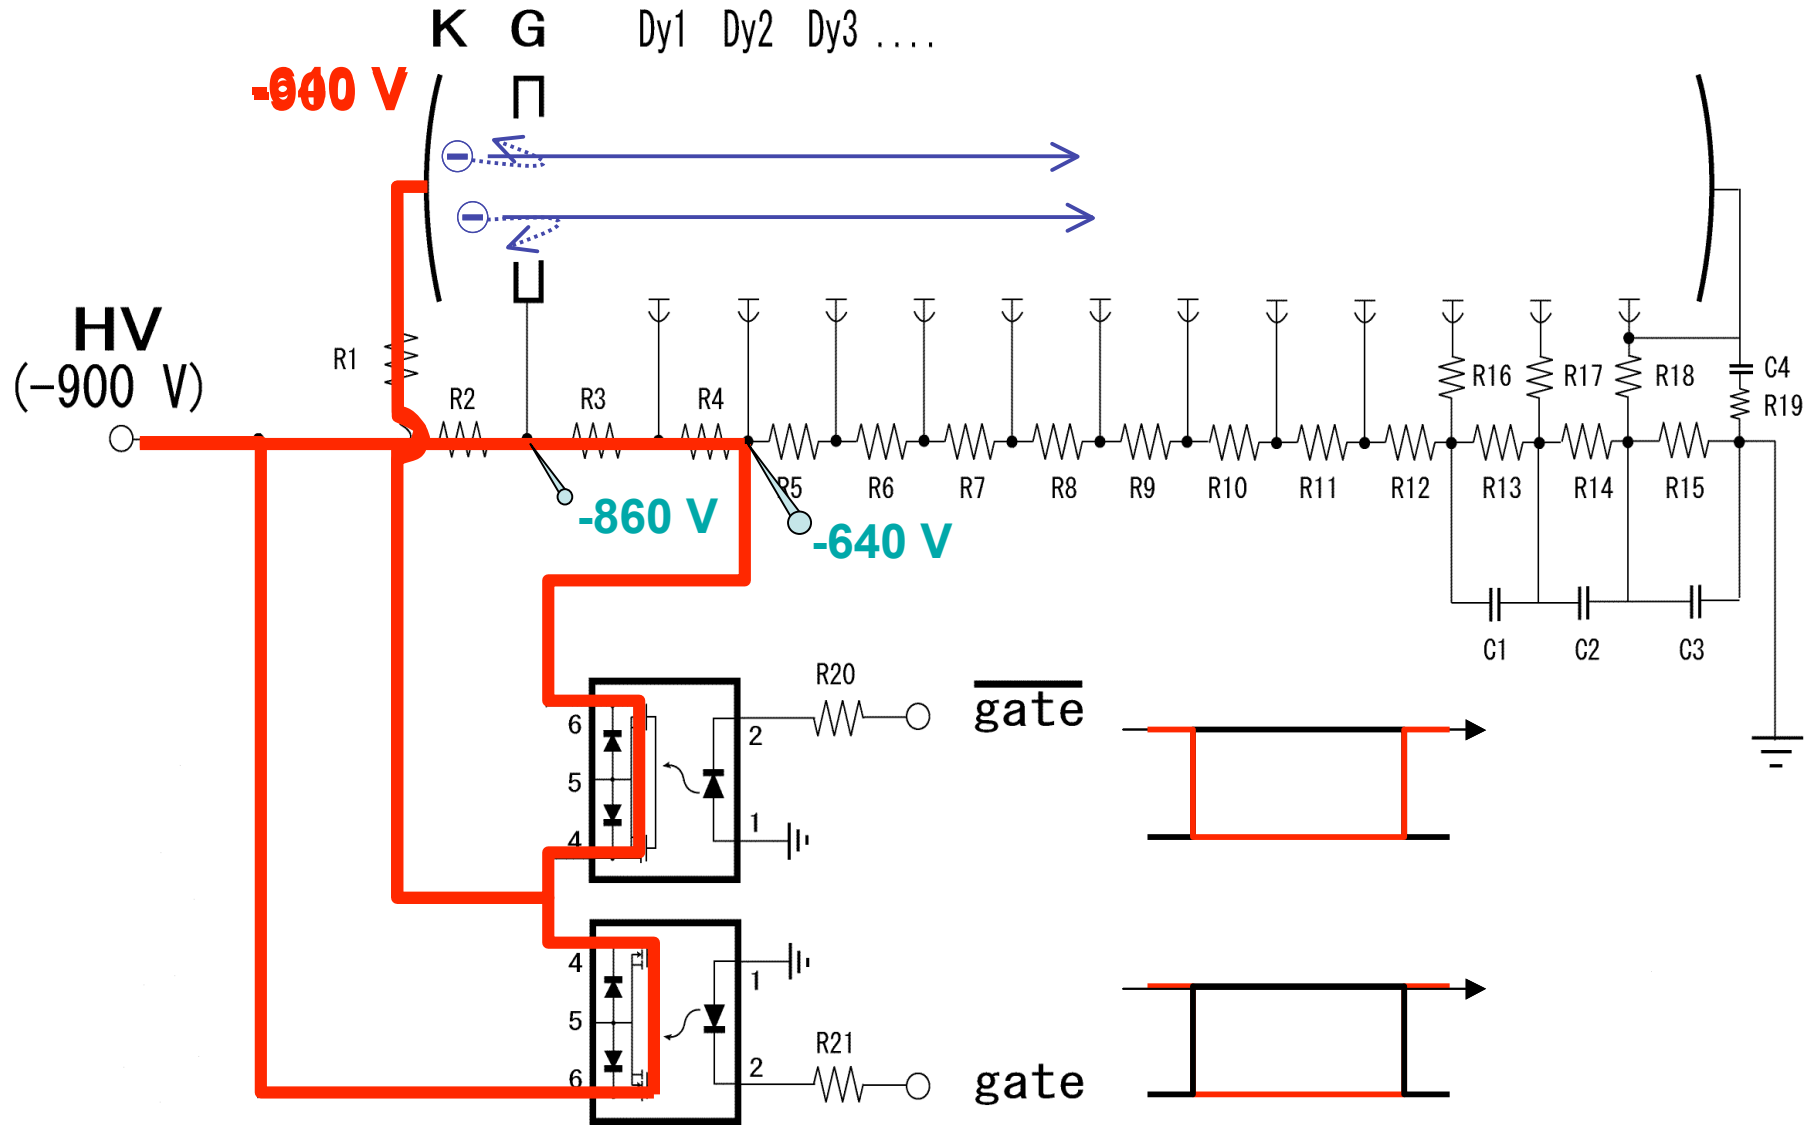 K G Dy1 Dy2 Dy3 ....
HV
(-900 V)
R1
R2 R3 R4
R16 R17 R18 C4
R19
-860 V
-640 V
R5 R6 R7 R8 R9 R10 R11 R12 R13 R14 R15
C1 C2 C3
R20
gate
6 2
5
4 1
4 1
5
6 2
R21
gate